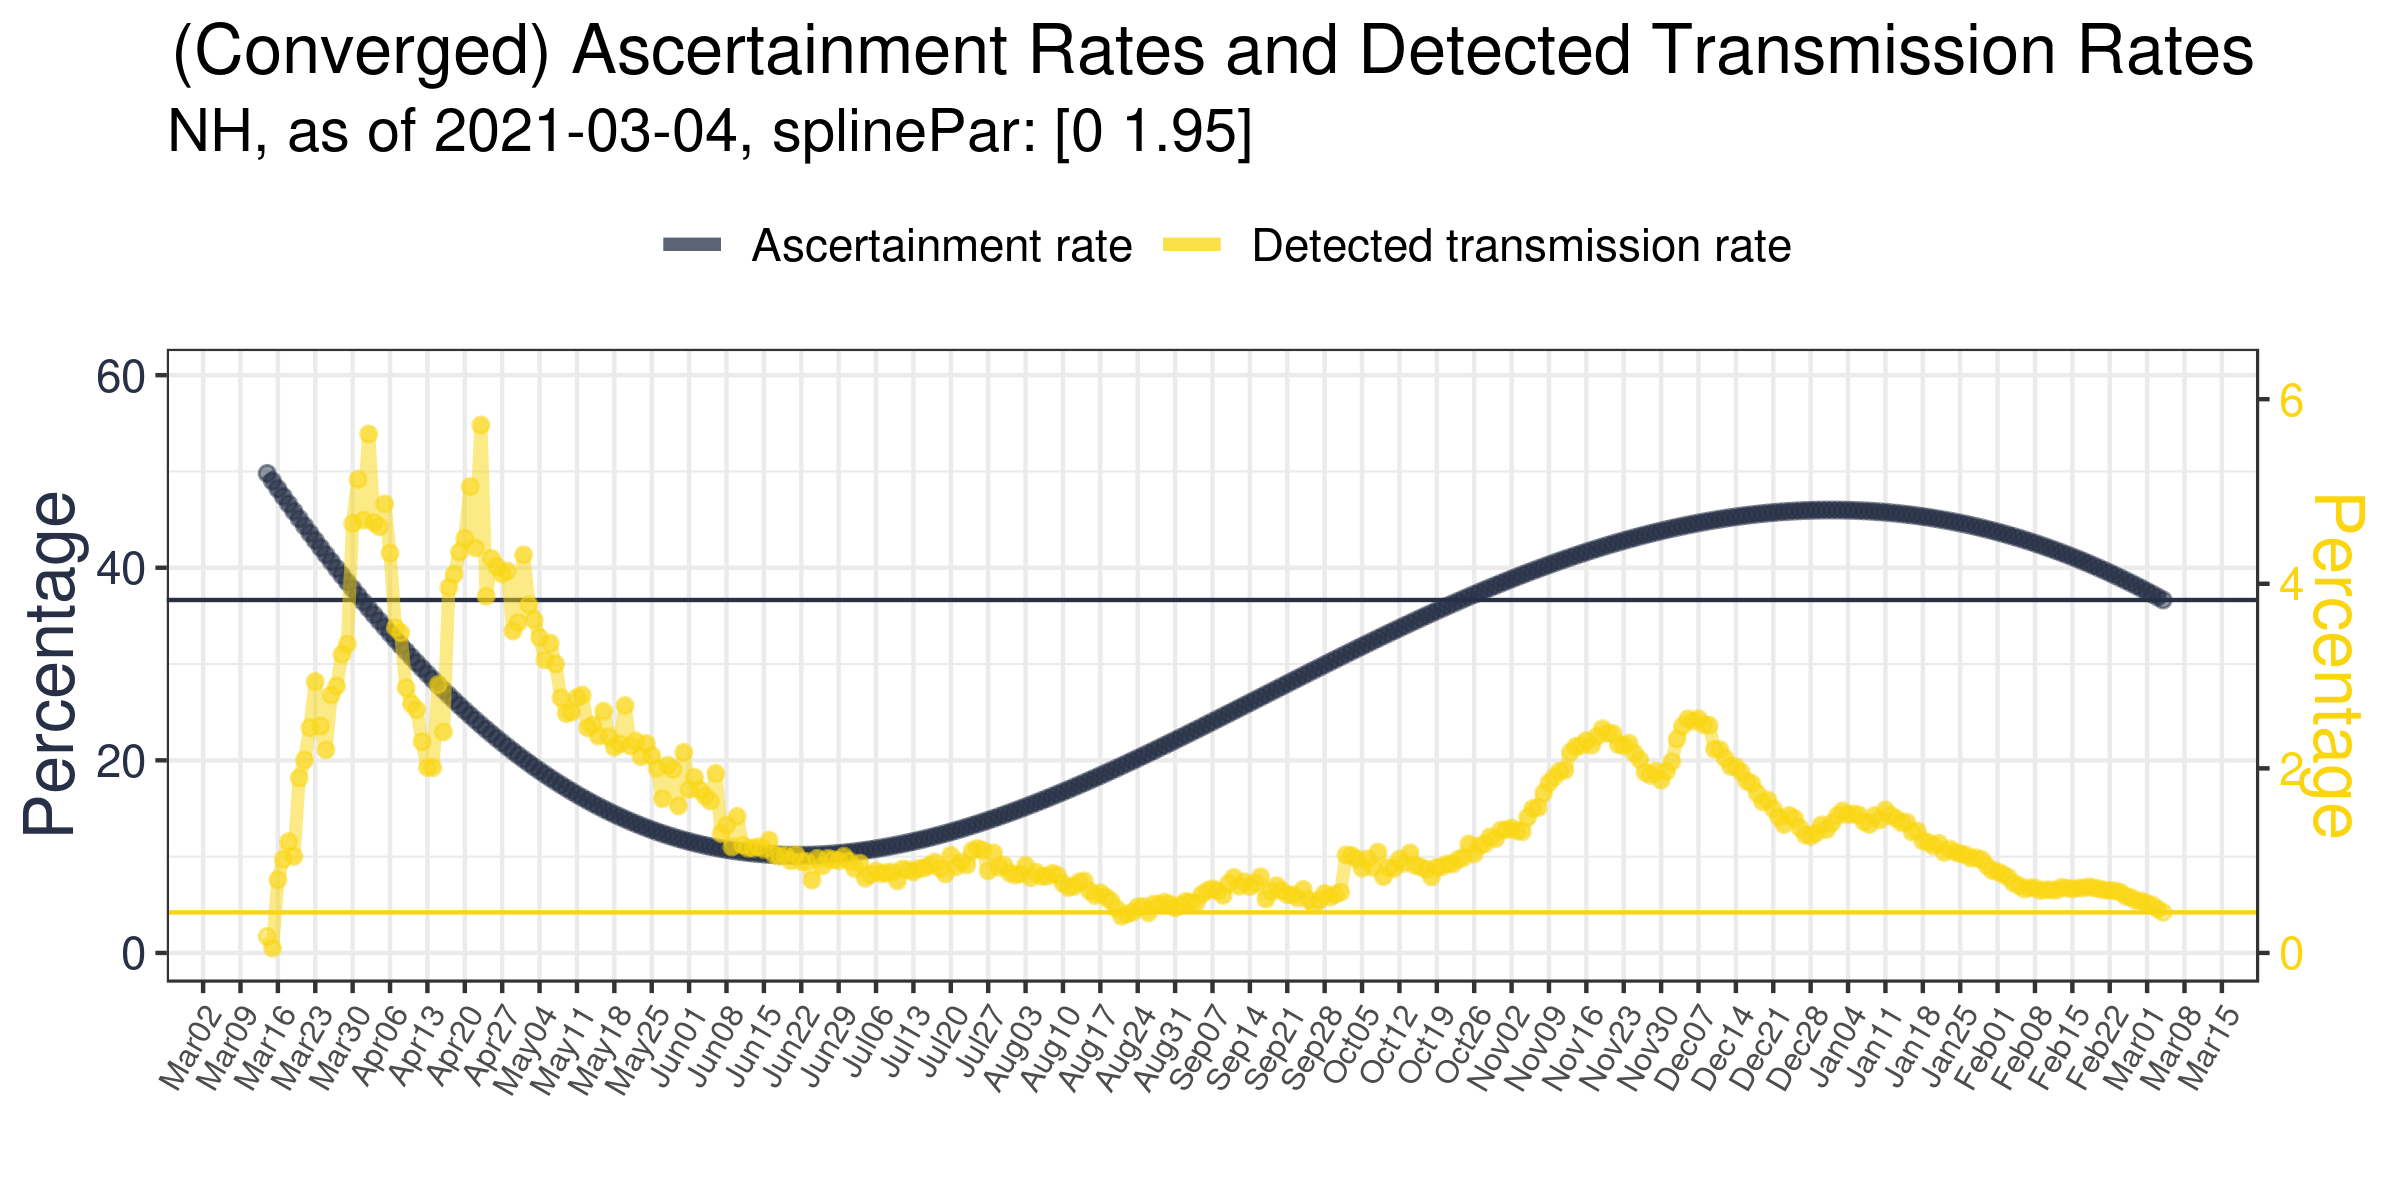 (Converged) Ascertainment Rates and Detected Transmission Rates
NH, as of 2021-03-04, splinePar: [0 1.95]
Ascertainment rate Detected transmission rate
Percentage
60
40
20
0
6
4
2
0
Percentage
Mar02 Mar09 Mar16 Mar23 Mar30 Apr06 Apr13 Apr20 Apr27 May04 May11 May18 May25 Jun01 Jun08 Jun15 Jun22 Jun29 Jul06 Jul13 Jul20 Jul27 Aug03 Aug10 Aug17 Aug24 Aug31 Sep07 Sep14 Sep21 Sep28 Oct05 Oct12 Oct19 Oct26 Nov02 Nov09 Nov16 Nov23 Nov30 Dec07 Dec14 Dec21 Dec28 Jan04 Jan11 Jan18 Jan25 Feb01 Feb08 Feb15 Feb22 Mar01 Mar08 Mar15